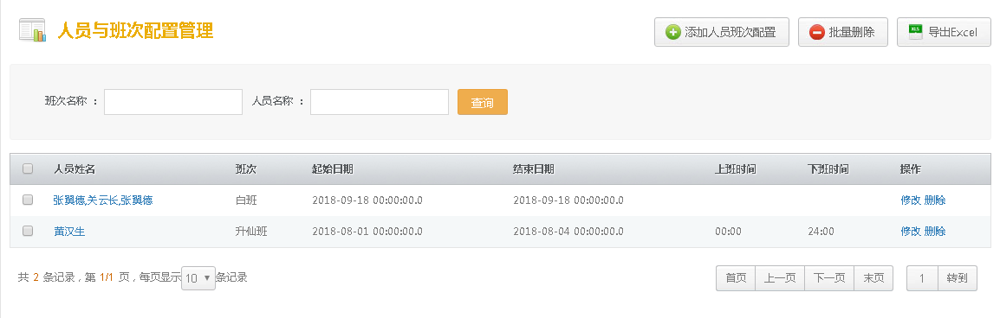 人员与班次配置管理
添加人员班次配置 批量删除 导出Excel
班次名称 ： 人员名称 ： 查询
人员姓名 班次 起始日期 结束日期 上班时间 下班时间 操作
张翼德,关云长,张翼德 白班 2018-09-18 00:00:00.0 2018-09-18 00:00:00.0 修改 删除
黄汉生 升仙班 2018-08-01 00:00:00.0 2018-08-04 00:00:00.0 00:00 24:00 修改 删除
共 2 条记录，第 1/1 页，每页显示 10 条记录 首页 上一页 下一页 末页 1 转到